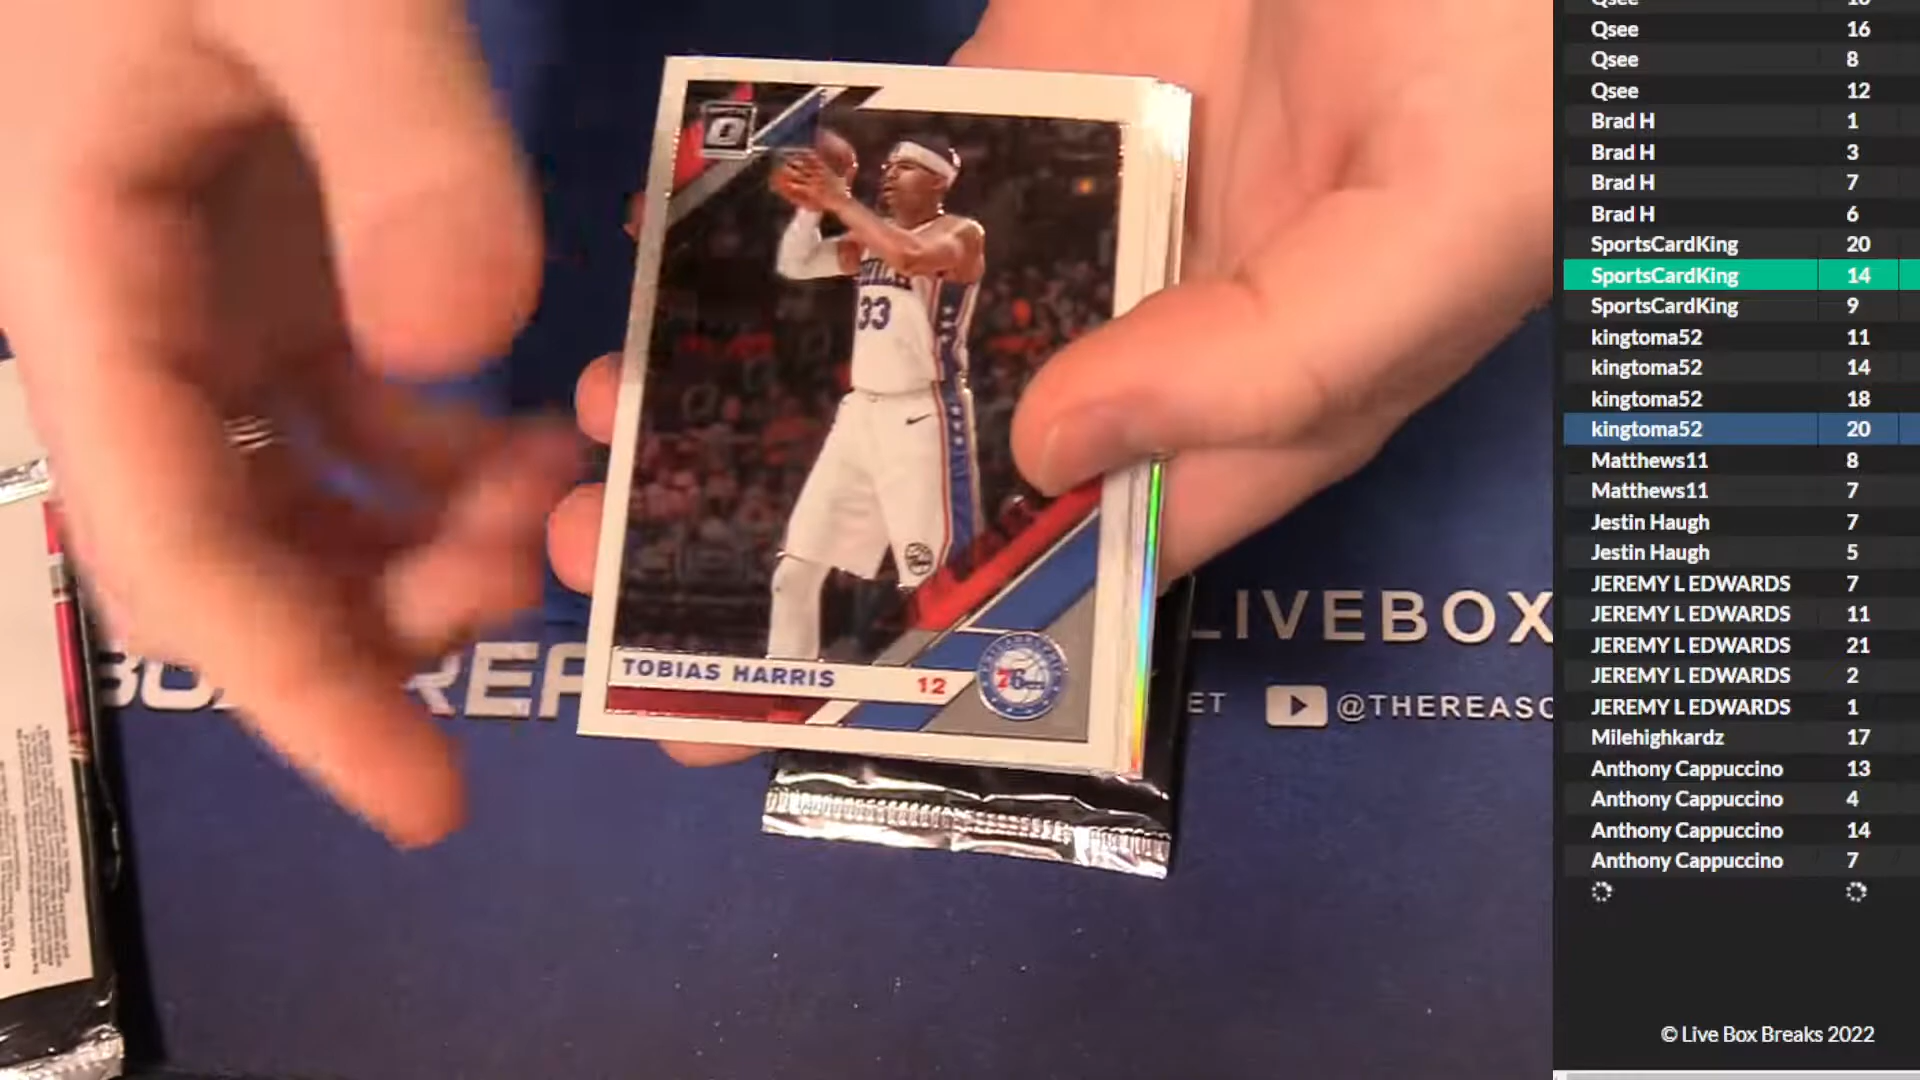 PHILA
33
TOBIAS HARRIS
12
76ers
LIVEBOX
@THEREASO
Qsee 16
Qsee 8
Qsee 12
Brad H 1
Brad H 3
Brad H 7
Brad H 6
SportsCardKing 20
SportsCardKing 14
SportsCardKing 9
kingtoma52 11
kingtoma52 14
kingtoma52 18
kingtoma52 20
Matthews11 8
Matthews11 7
Jestin Haugh 7
Jestin Haugh 5
JEREMY L EDWARDS 7
JEREMY L EDWARDS 11
JEREMY L EDWARDS 21
JEREMY L EDWARDS 2
JEREMY L EDWARDS 1
Milehighkardz 17
Anthony Cappuccino 13
Anthony Cappuccino 4
Anthony Cappuccino 14
Anthony Cappuccino 7
© Live Box Breaks 2022